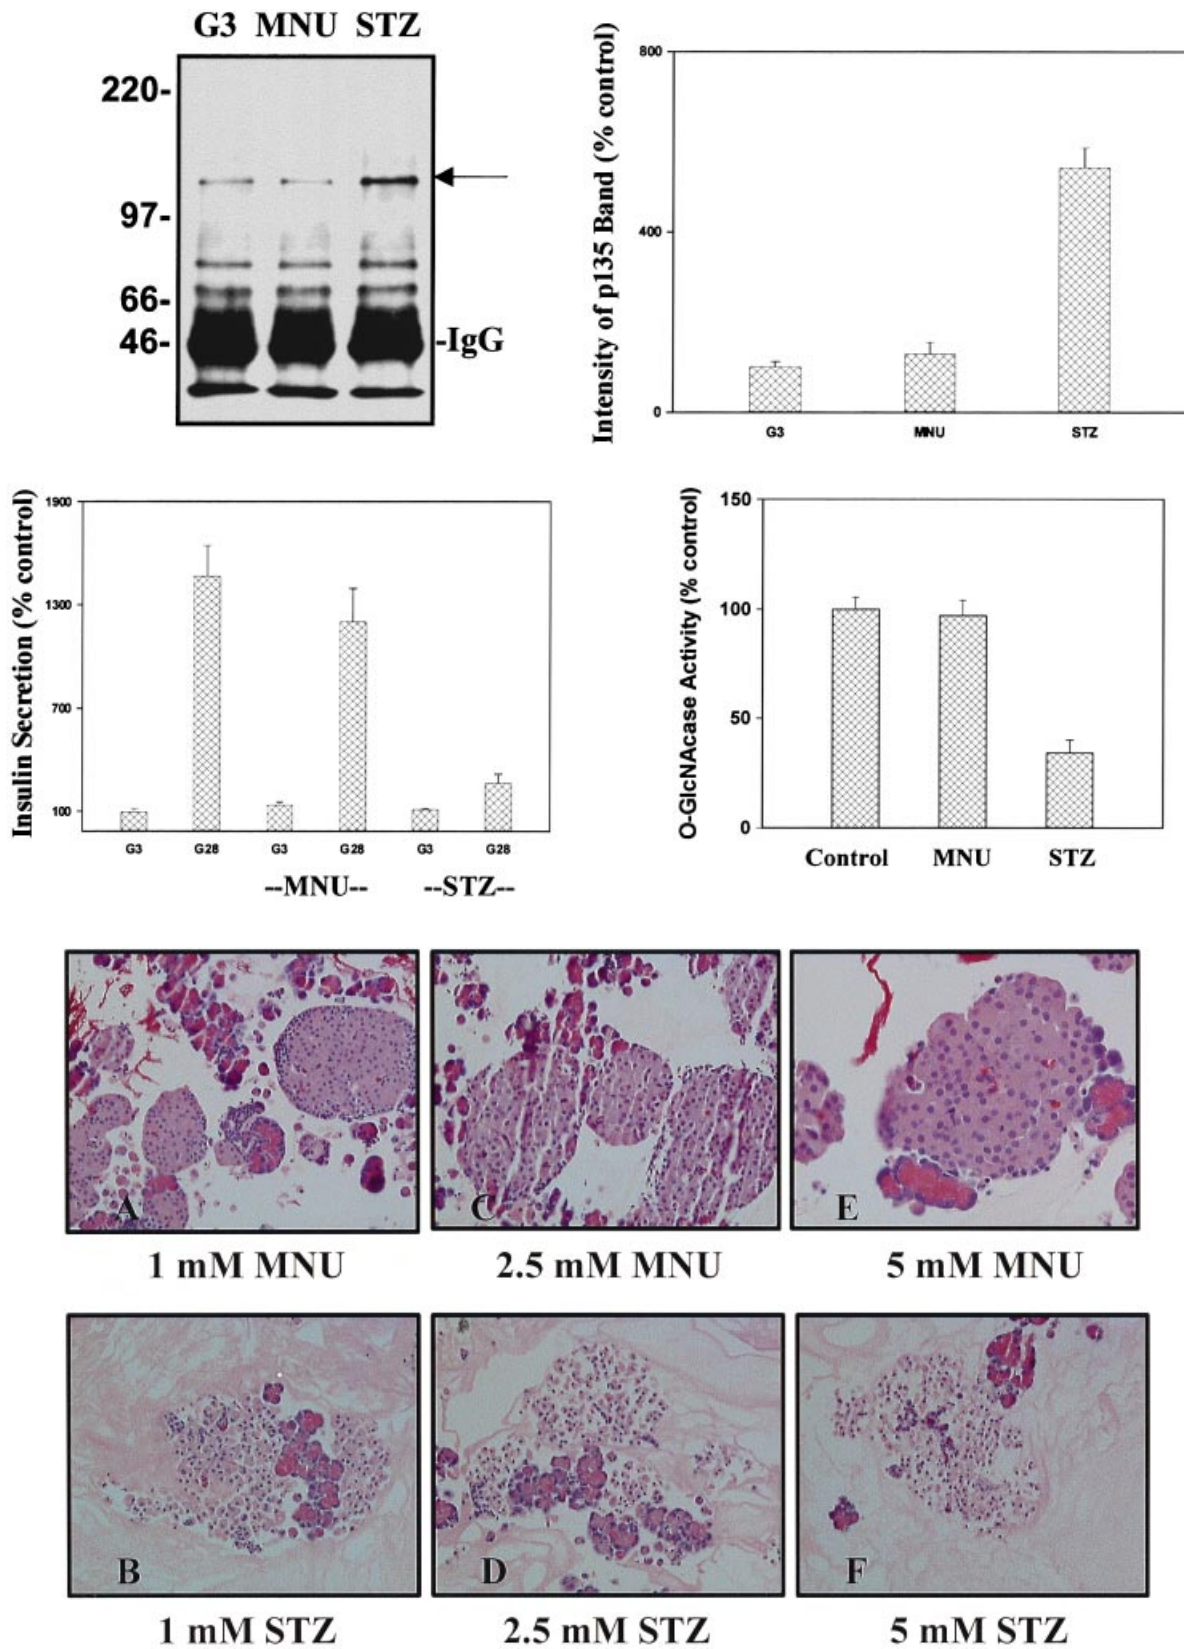 G3 MNU STZ
220-
97-
66-
46-
-IgG
Intensity of p135 Band (% control)
800
400
0
G3 MNU STZ
Insulin Secretion (% control)
1900
1300
700
100
G3 G28 G3 G28 G3 G28
--MNU-- --STZ--
O-GlcNAcase Activity (% control)
150
100
50
0
Control MNU STZ
A C E
1 mM MNU 2.5 mM MNU 5 mM MNU
B D F
1 mM STZ 2.5 mM STZ 5 mM STZ